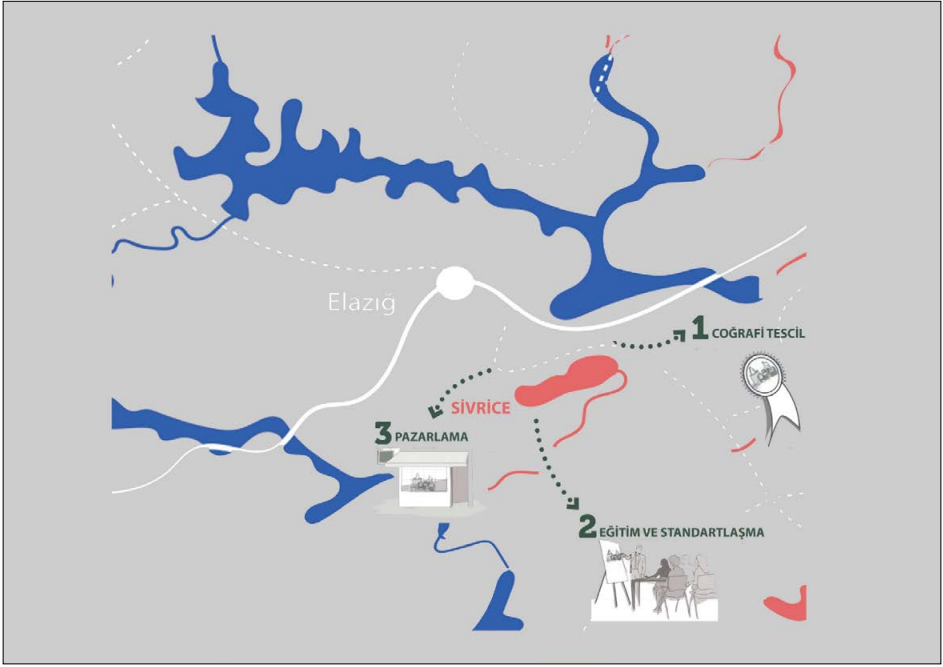 Elazığ
1 COĞRAFİ TESCİL
SİVRİCE
3 PAZARLAMA
2 EĞİTİM VE STANDARTLAŞMA